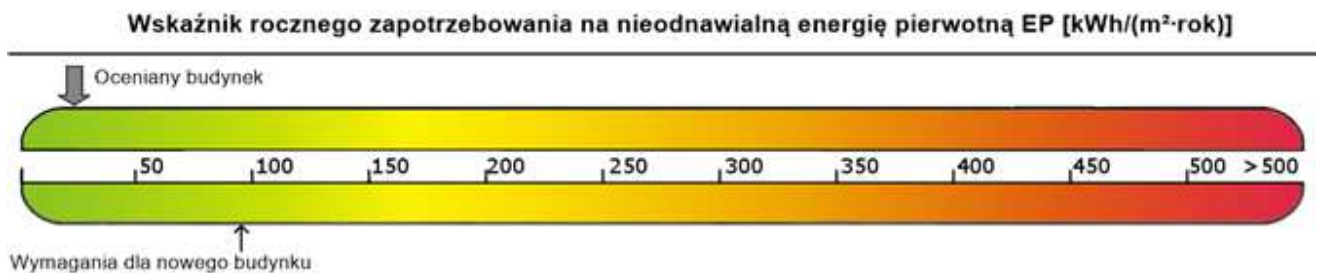 Wskaźnik rocznego zapotrzebowania na nieodnawialną energię pierwotną EP [kWh/(m²·rok)]
Oceniany budynek
50 100 150 200 250 300 350 400 450 500 >500
Wymagania dla nowego budynku